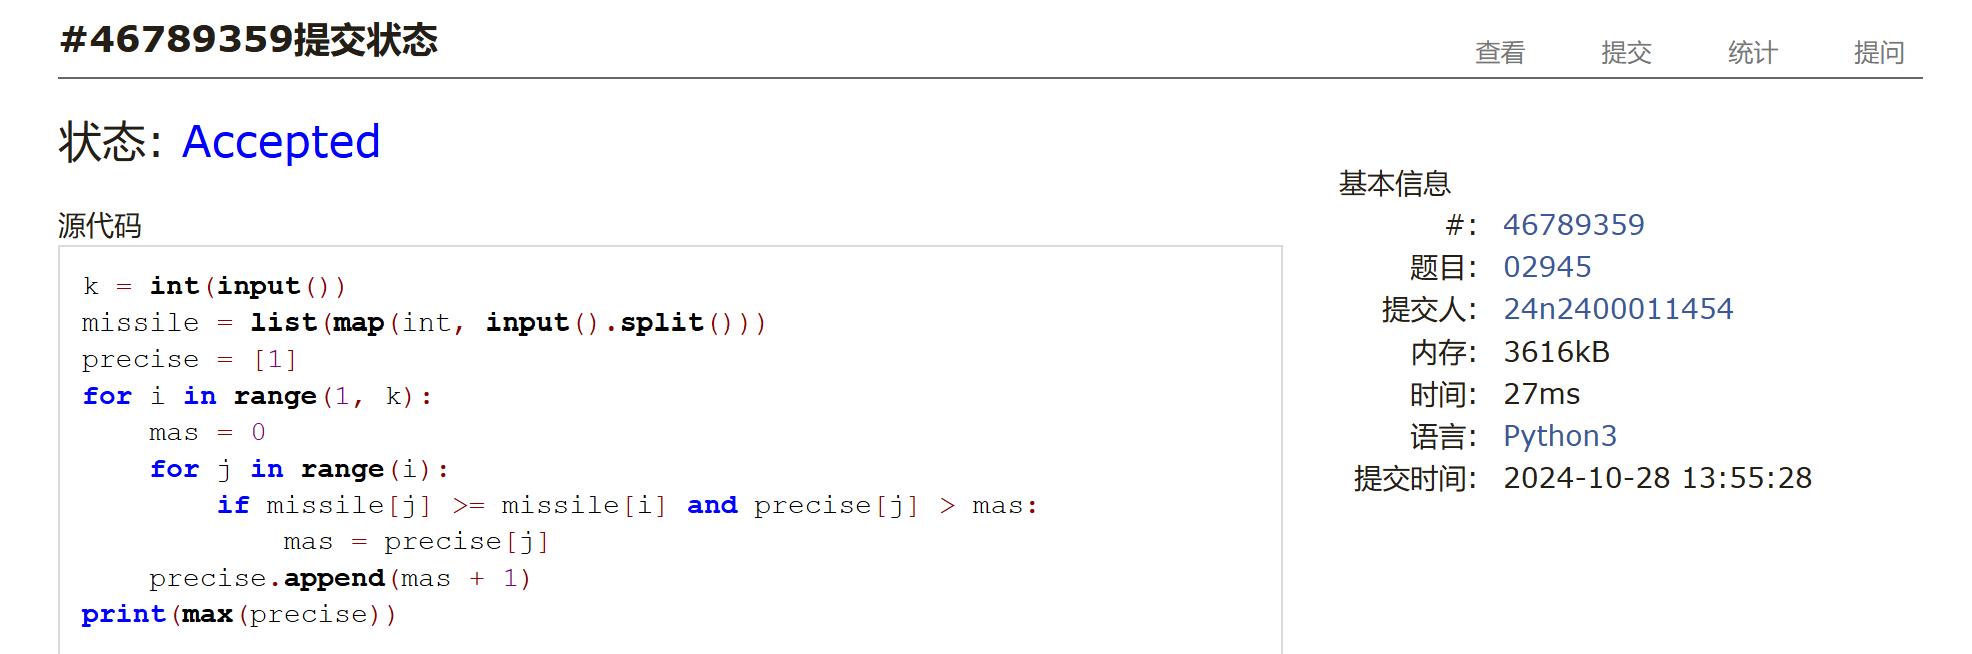 #46789359提交状态
查看 提交 统计 提问
状态: Accepted
源代码
k = int(input())
missile = list(map(int, input().split()))
precise = [1]
for i in range(1, k):
    mas = 0
    for j in range(i):
        if missile[j] >= missile[i] and precise[j] > mas:
            mas = precise[j]
    precise.append(mas + 1)
print(max(precise))
基本信息
#: 46789359
题目: 02945
提交人: 24n2400011454
内存: 3616kB
时间: 27ms
语言: Python3
提交时间: 2024-10-28 13:55:28